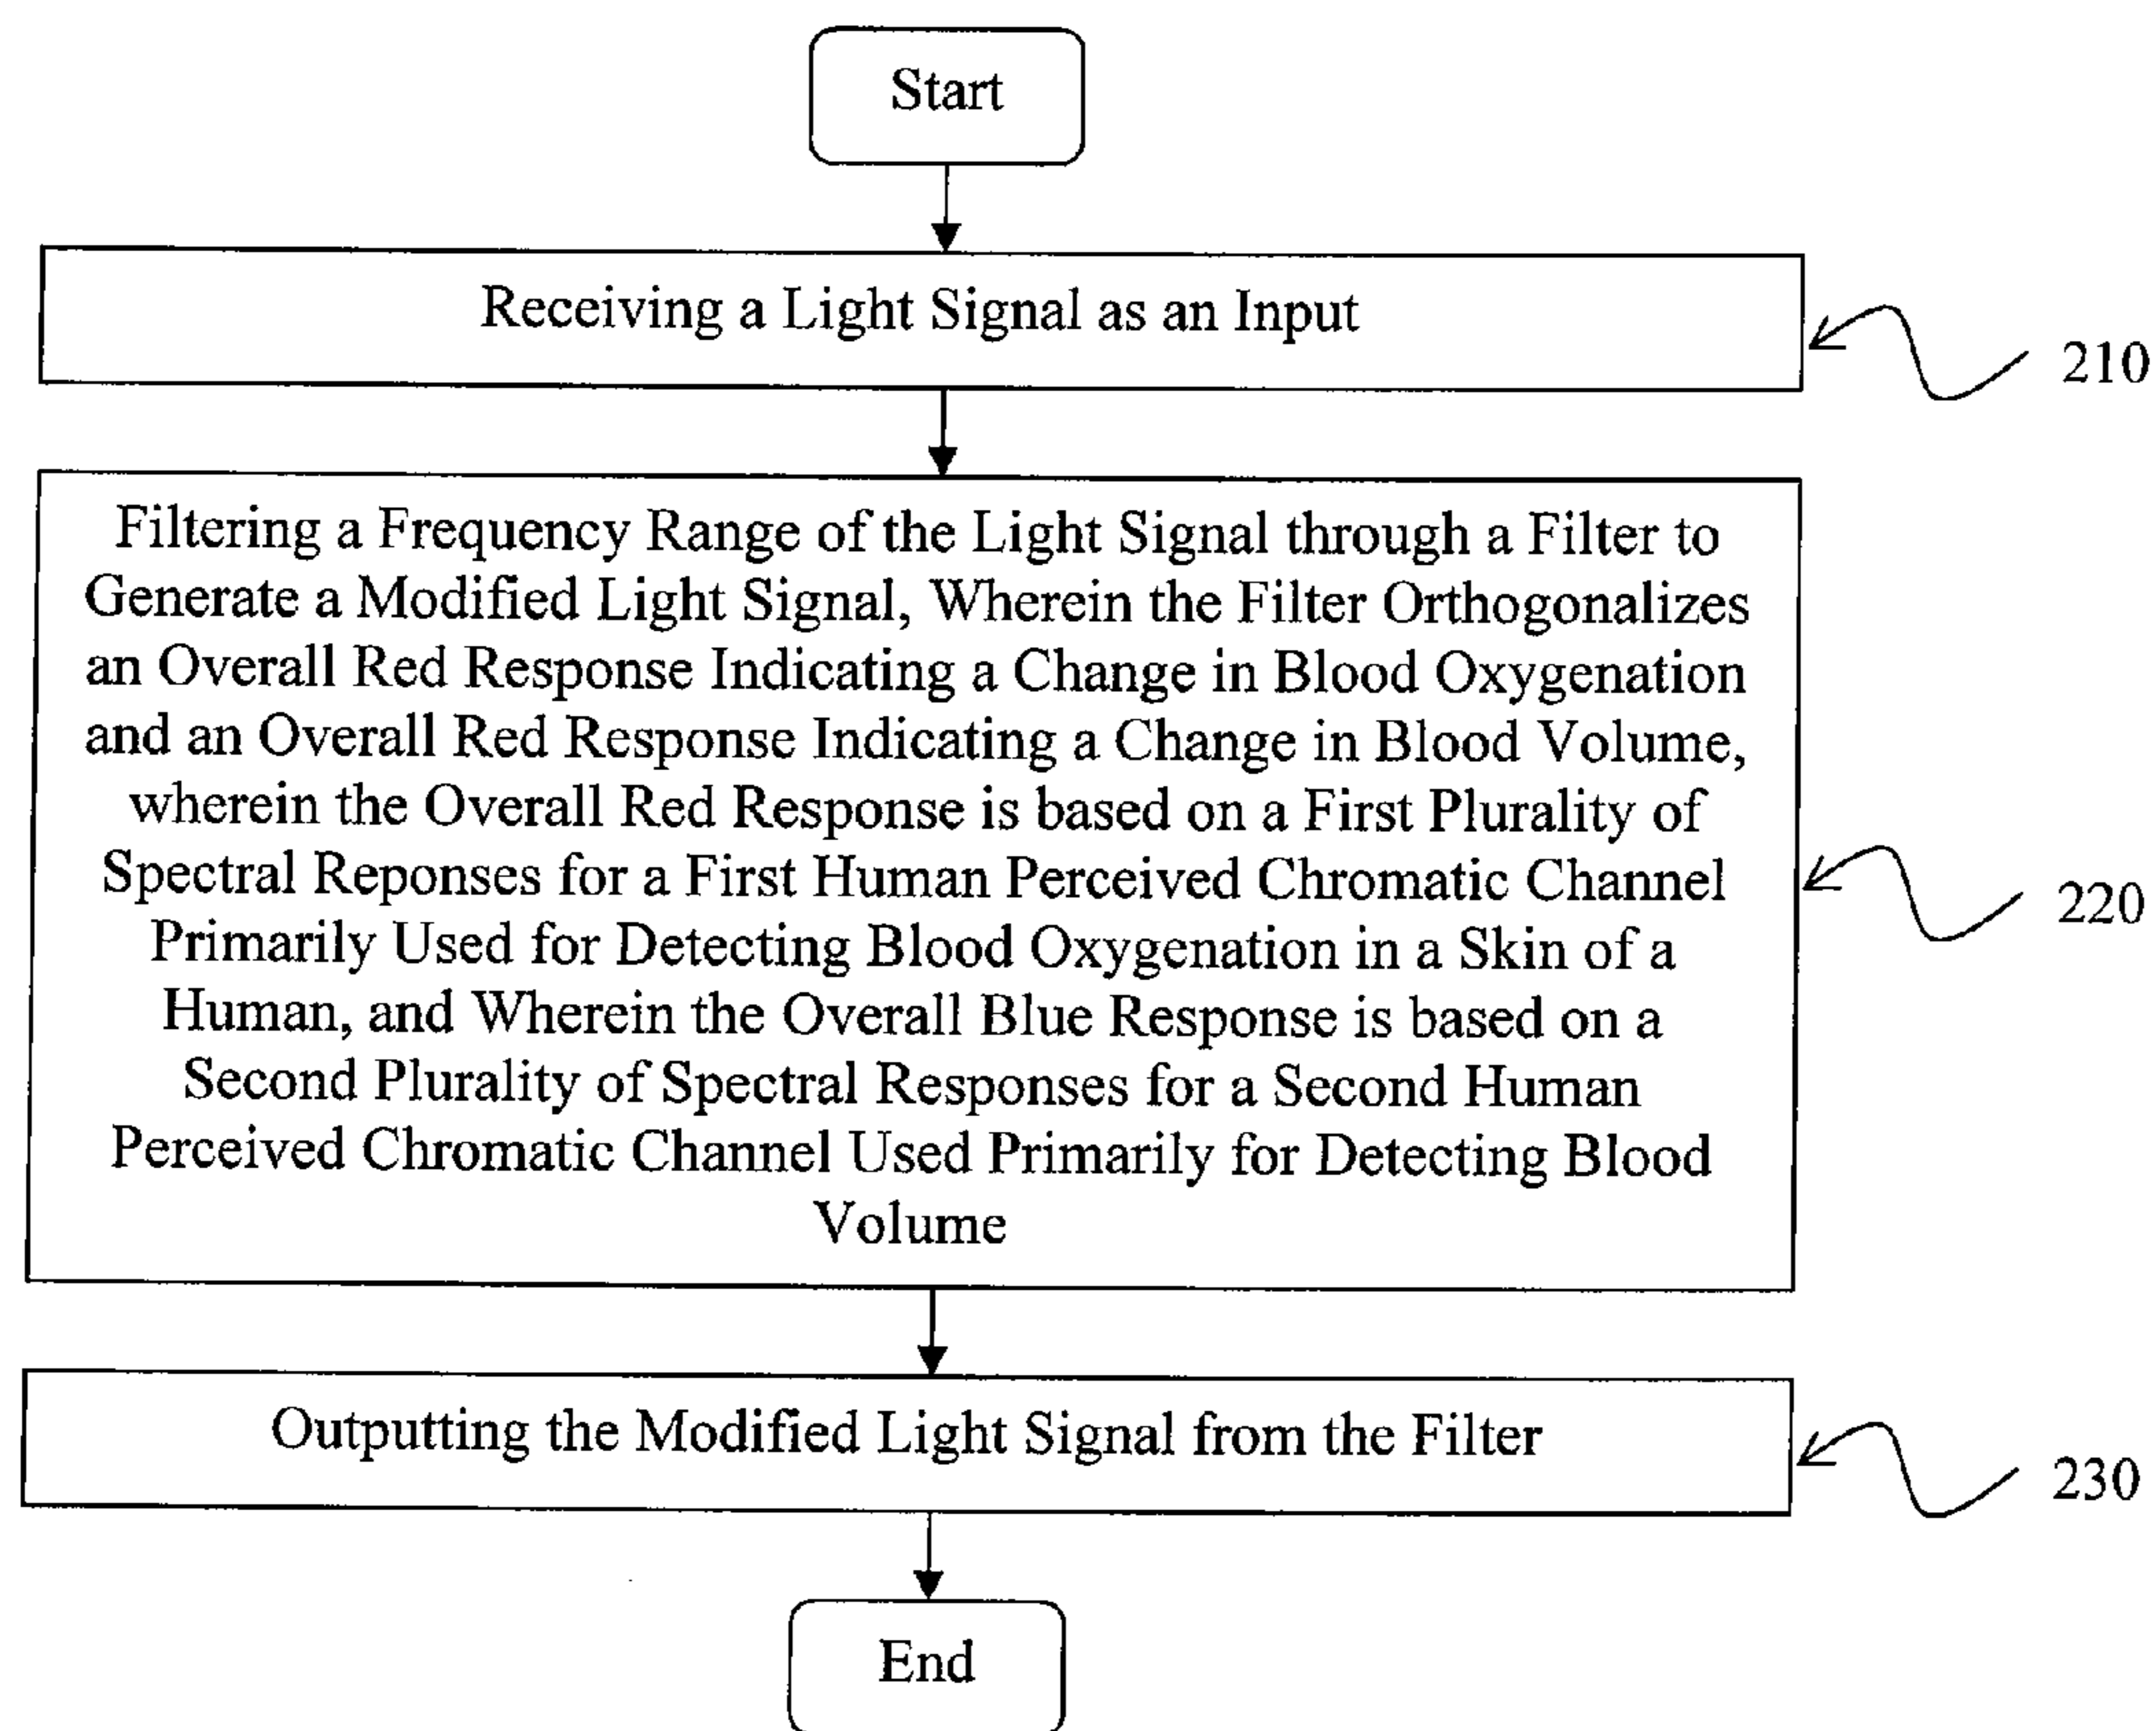 Start
Receiving a Light Signal as an Input
210
Filtering a Frequency Range of the Light Signal through a Filter to
Generate a Modified Light Signal, Wherein the Filter Orthogonalizes
an Overall Red Response Indicating a Change in Blood Oxygenation
and an Overall Red Response Indicating a Change in Blood Volume,
wherein the Overall Red Response is based on a First Plurality of
Spectral Reponses for a First Human Perceived Chromatic Channel
Primarily Used for Detecting Blood Oxygenation in a Skin of a
Human, and Wherein the Overall Blue Response is based on a
Second Plurality of Spectral Responses for a Second Human
Perceived Chromatic Channel Used Primarily for Detecting Blood
Volume
220
Outputting the Modified Light Signal from the Filter
230
End